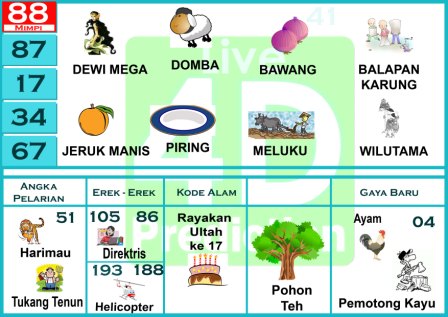 88
MIMPI
41
87
17
34
67
DEWI MEGA
DOMBA
BAWANG
BALAPAN
KARUNG
JERUK MANIS
PIRING
MELUKU
WILUTAMA
Live
4D
Prediction
ANGKA
PELARIAN
EREK - EREK
KODE ALAM
GAYA BARU
51
Harimau
Tukang Tenun
105 86
Direktris
193 188
Helicopter
Rayakan
Ultah
ke 17
Pohon
Teh
Ayam
04
Pemotong Kayu